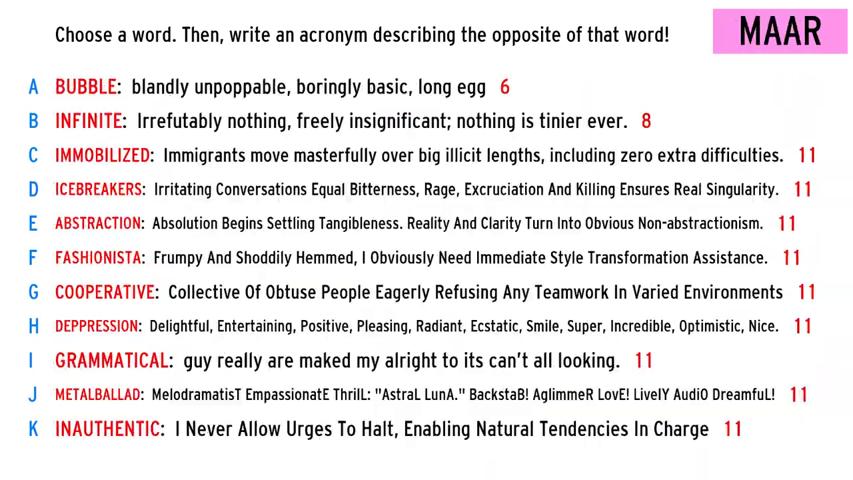 Choose a word. Then, write an acronym describing the opposite of that word!
MAAR
A BUBBLE: blandly unpoppable, boringly basic, long egg 6
B INFINITE: Irrefutably nothing, freely insignificant; nothing is tinier ever. 8
C IMMOBILIZED: Immigrants move masterfully over big illicit lengths, including zero extra difficulties. 11
D ICEBREAKERS: Irritating Conversations Equal Bitterness, Rage, Excruciation And Killing Ensures Real Singularity. 11
E ABSTRACTION: Absolution Begins Settling Tangibleness. Reality And Clarity Turn Into Obvious Non-abstractionism. 11
F FASHIONISTA: Frumpy And Shoddily Hemmed, I Obviously Need Immediate Style Transformation Assistance. 11
G COOPERATIVE: Collective Of Obtuse People Eagerly Refusing Any Teamwork In Varied Environments 11
H DEPPRESSION: Delightful, Entertaining, Positive, Pleasing, Radiant, Ecstatic, Smile, Super, Incredible, Optimistic, Nice. 11
I GRAMMATICAL: guy really are maked my alright to its can't all looking. 11
J METALBALLAD: MelodramatisT EmpassionatE ThrilL: "AstraL LunA." BackstaB! AglimmeR LovE! LivelY AudiO DreamfuL! 11
K INAUTHENTIC: I Never Allow Urges To Halt, Enabling Natural Tendencies In Charge 11